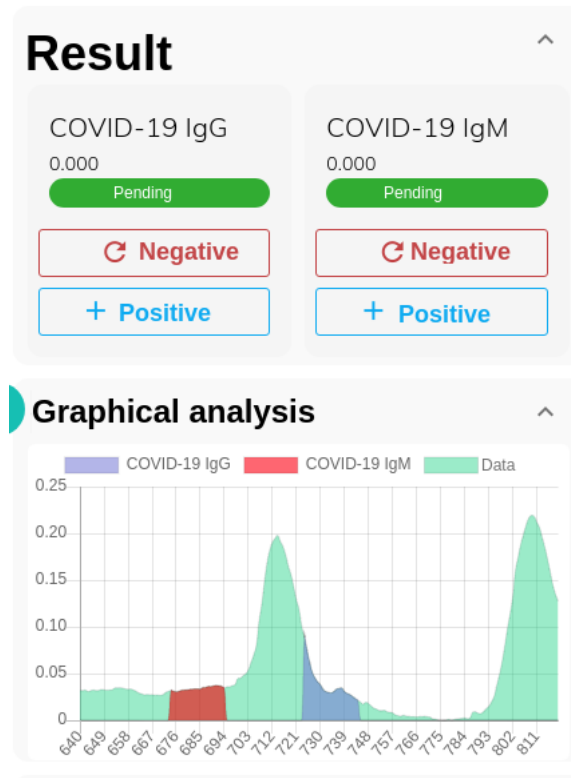 Result
COVID-19 IgG COVID-19 IgM
0.000 0.000
Pending Pending
Negative Negative
+ Positive + Positive
Graphical analysis
COVID-19 IgG COVID-19 IgM Data
0.25
0.20
0.15
0.10
0.05
0
640 649 658 667 676 685 694 703 712 721 730 739 748 757 766 775 784 793 802 811